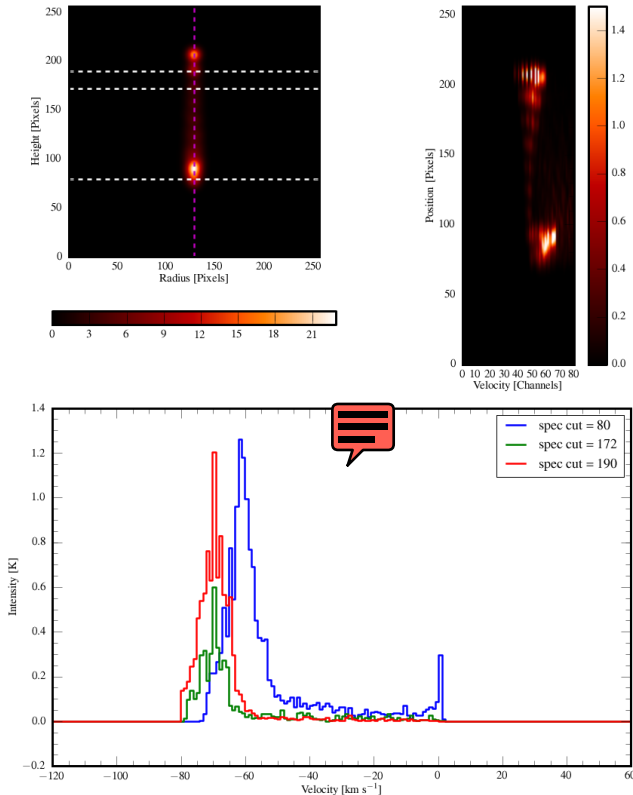 250
200
150
100
50
0
Height [Pixels]
0 50 100 150 200 250
Radius [Pixels]
0 3 6 9 12 15 18 21
250
200
150
100
50
0
Position [Pixels]
0 10 20 30 40 50 60 70 80
Velocity [Channels]
1.4
1.2
1.0
0.8
0.6
0.4
0.2
0.0
1.4
1.2
1.0
0.8
0.6
0.4
0.2
0.0
−0.2
Intensity [K]
spec cut = 80
spec cut = 172
spec cut = 190
−120 −100 −80 −60 −40 −20 0 20 40 60
Velocity [km s⁻¹]